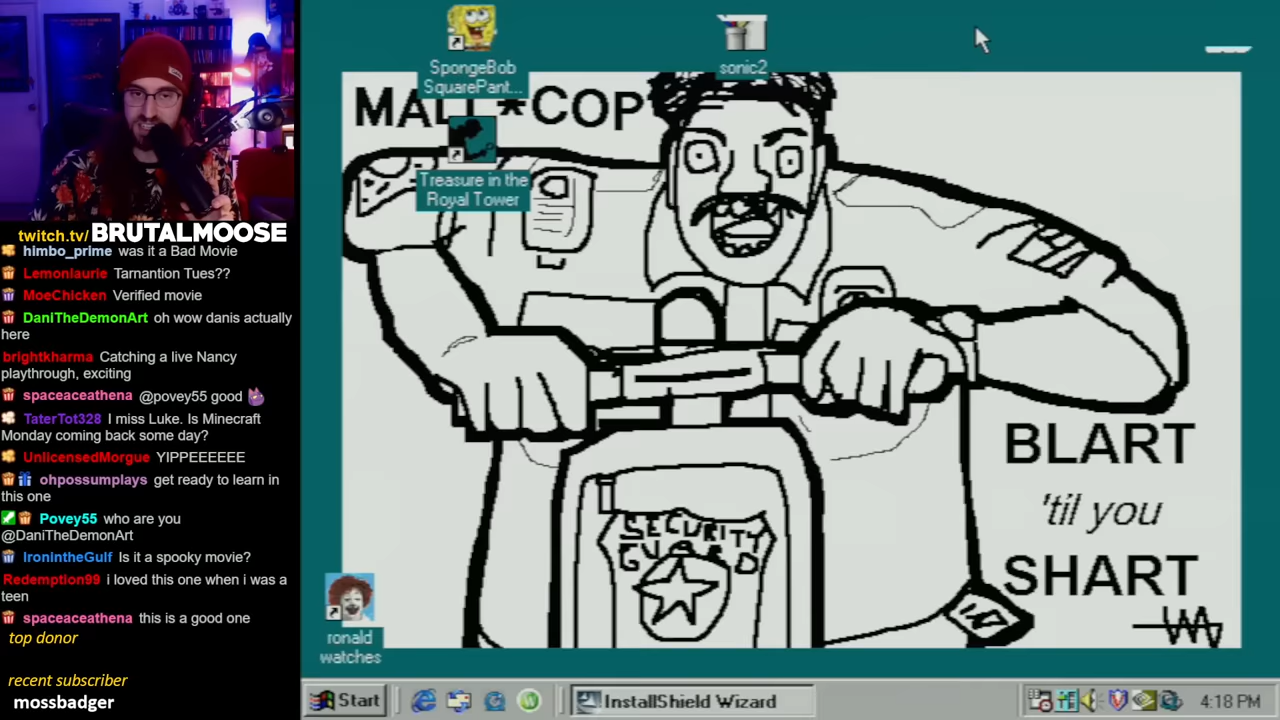 SpongeBob
SquarePant...
sonic2
MALL*COP
Treasure in the
Royal Tower
twitch.tv/BRUTALMOOSE
himbo_prime was it a Bad Movie
Lemonlaurie Tarnantion Tues??
MoeChicken Verified movie
DaniTheDemonArt oh wow danis actually
here
brightkharma Catching a live Nancy
playthrough, exciting
spaceaceathena @povey55 good
TaterTot328 I miss Luke. Is Minecraft
Monday coming back some day?
UnlicensedMorgue YIPPEEEEE
ohpossumplays get ready to learn in
this one
Povey55 who are you
@DaniTheDemonArt
IronintheGulf Is it a spooky movie?
Redemption99 i loved this one when i was a
teen
spaceaceathena this is a good one
top donor
recent subscriber
mossbadger
BLART
'til you
SHART
SECURITY
GUARD
ronald
watches
Start
InstallShield Wizard
4:18 PM